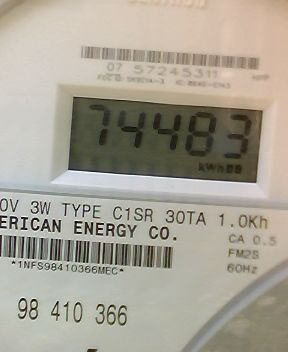 07 57245311
74483
kWh
0V 3W TYPE C1SR 30TA 1.0Kh
ERICAN ENERGY CO.
CA 0.5
FM2S
60Hz
*1NFS98410366MEC*
98 410 366